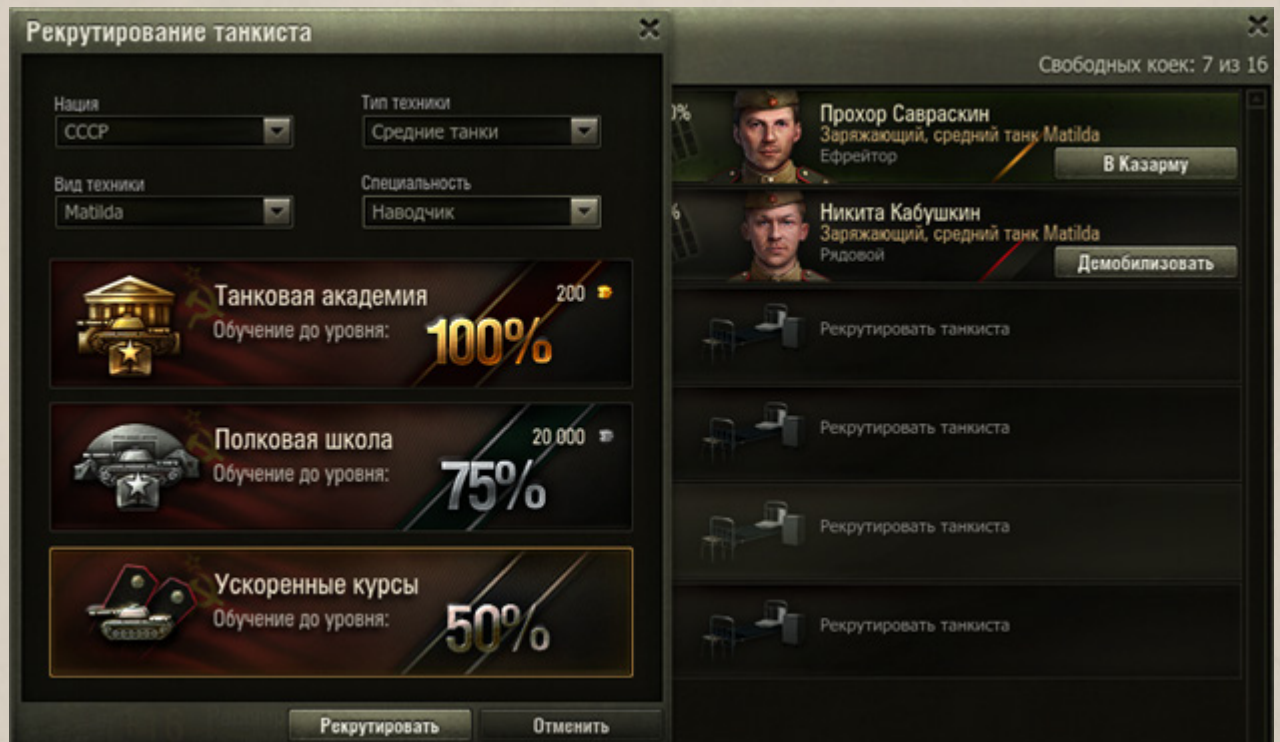 Рекрутирование танкиста
Нация
СССР
Тип техники
Средние танки
Вид техники
Matilda
Специальность
Наводчик
Танковая академия
200
Обучение до уровня:
100%
Полковая школа
20 000
Обучение до уровня:
75%
Ускоренные курсы
Обучение до уровня:
50%
Рекрутировать
Отменить
Свободных коек: 7 из 16
Прохор Савраскин
Заряжающий, средний танк Matilda
Ефрейтор
В Казарму
Никита Кабушкин
Заряжающий, средний танк Matilda
Рядовой
Демобилизовать
Рекрутировать танкиста
Рекрутировать танкиста
Рекрутировать танкиста
Рекрутировать танкиста